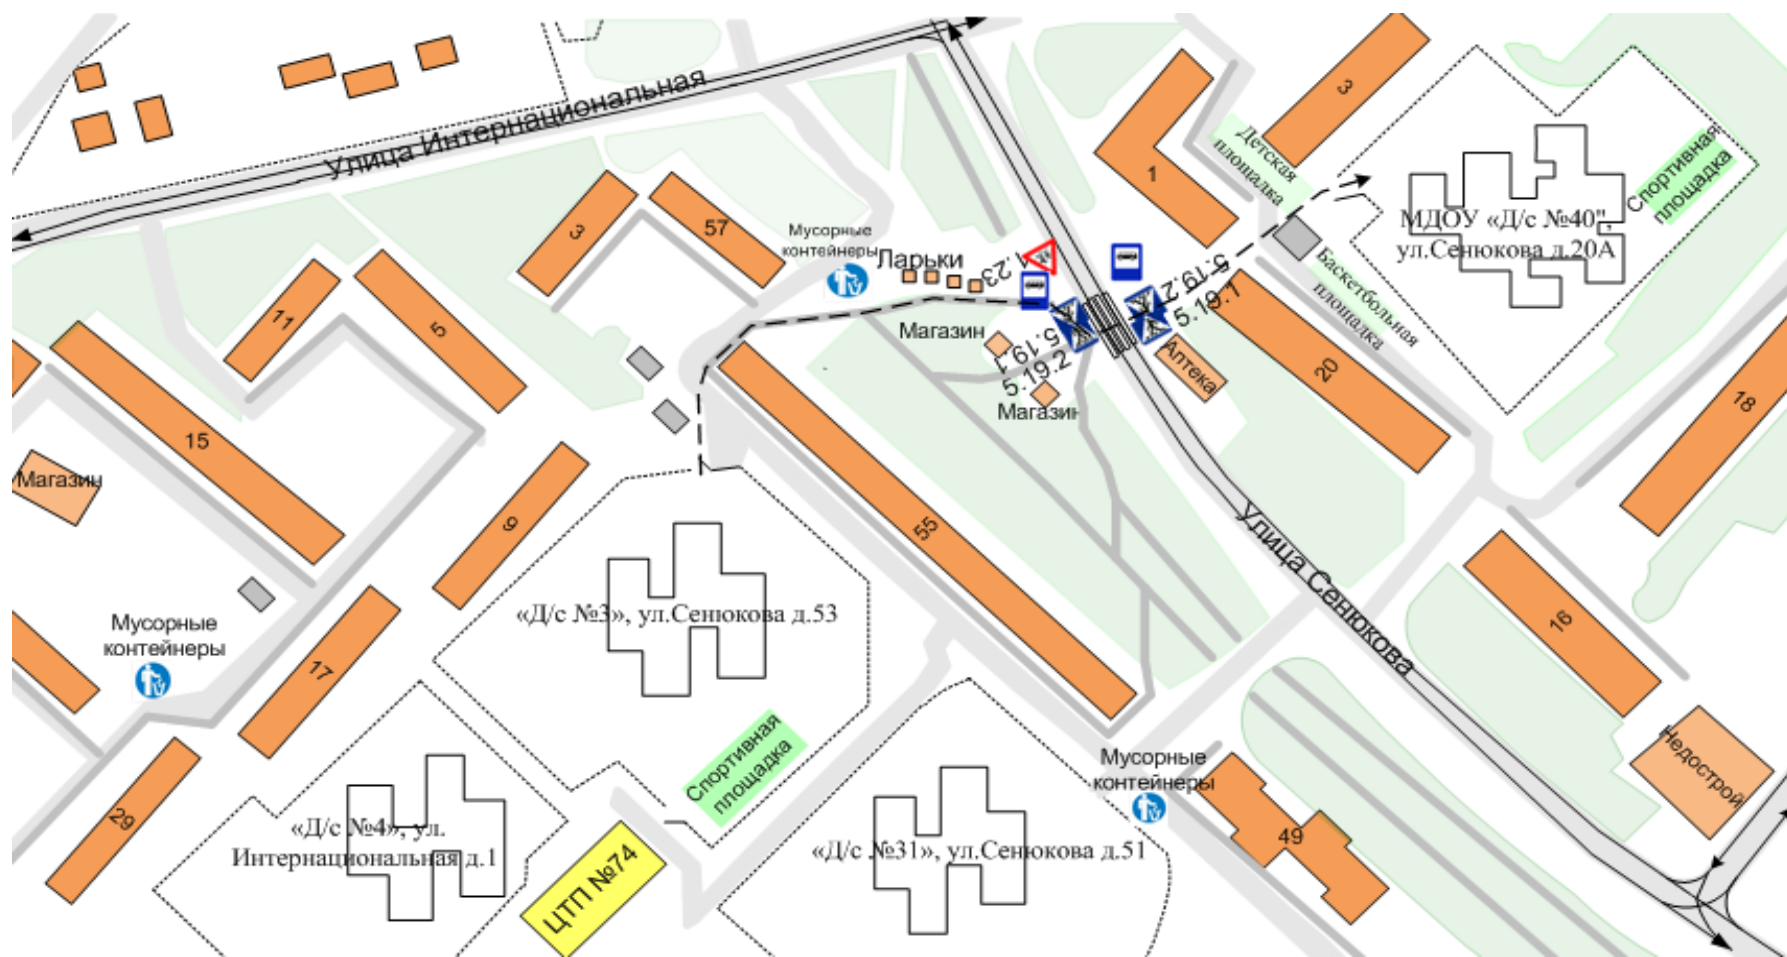 Улица Интернациональная
3
1
Детская
площадка
Спортивная
площадка
МДОУ «Д/с №40",
ул.Сенюкова д.20А
3
57
Мусорные
контейнеры
Ларьки
1.23
5.19.2
5.19.1
Баскетбольная
площадка
11
5
Магазин
5.19.1
5.19.2
Магазин
Аптека
20
18
15
Магазин
9
55
Улица Сенюкова
«Д/с №3», ул.Сенюкова д.53
16
Мусорные
контейнеры
17
Спортивная
площадка
Мусорные
контейнеры
Недострой
29
«Д/с №4», ул.
Интернациональная д.1
ЦТП №74
«Д/с №31», ул.Сенюкова д.51
49